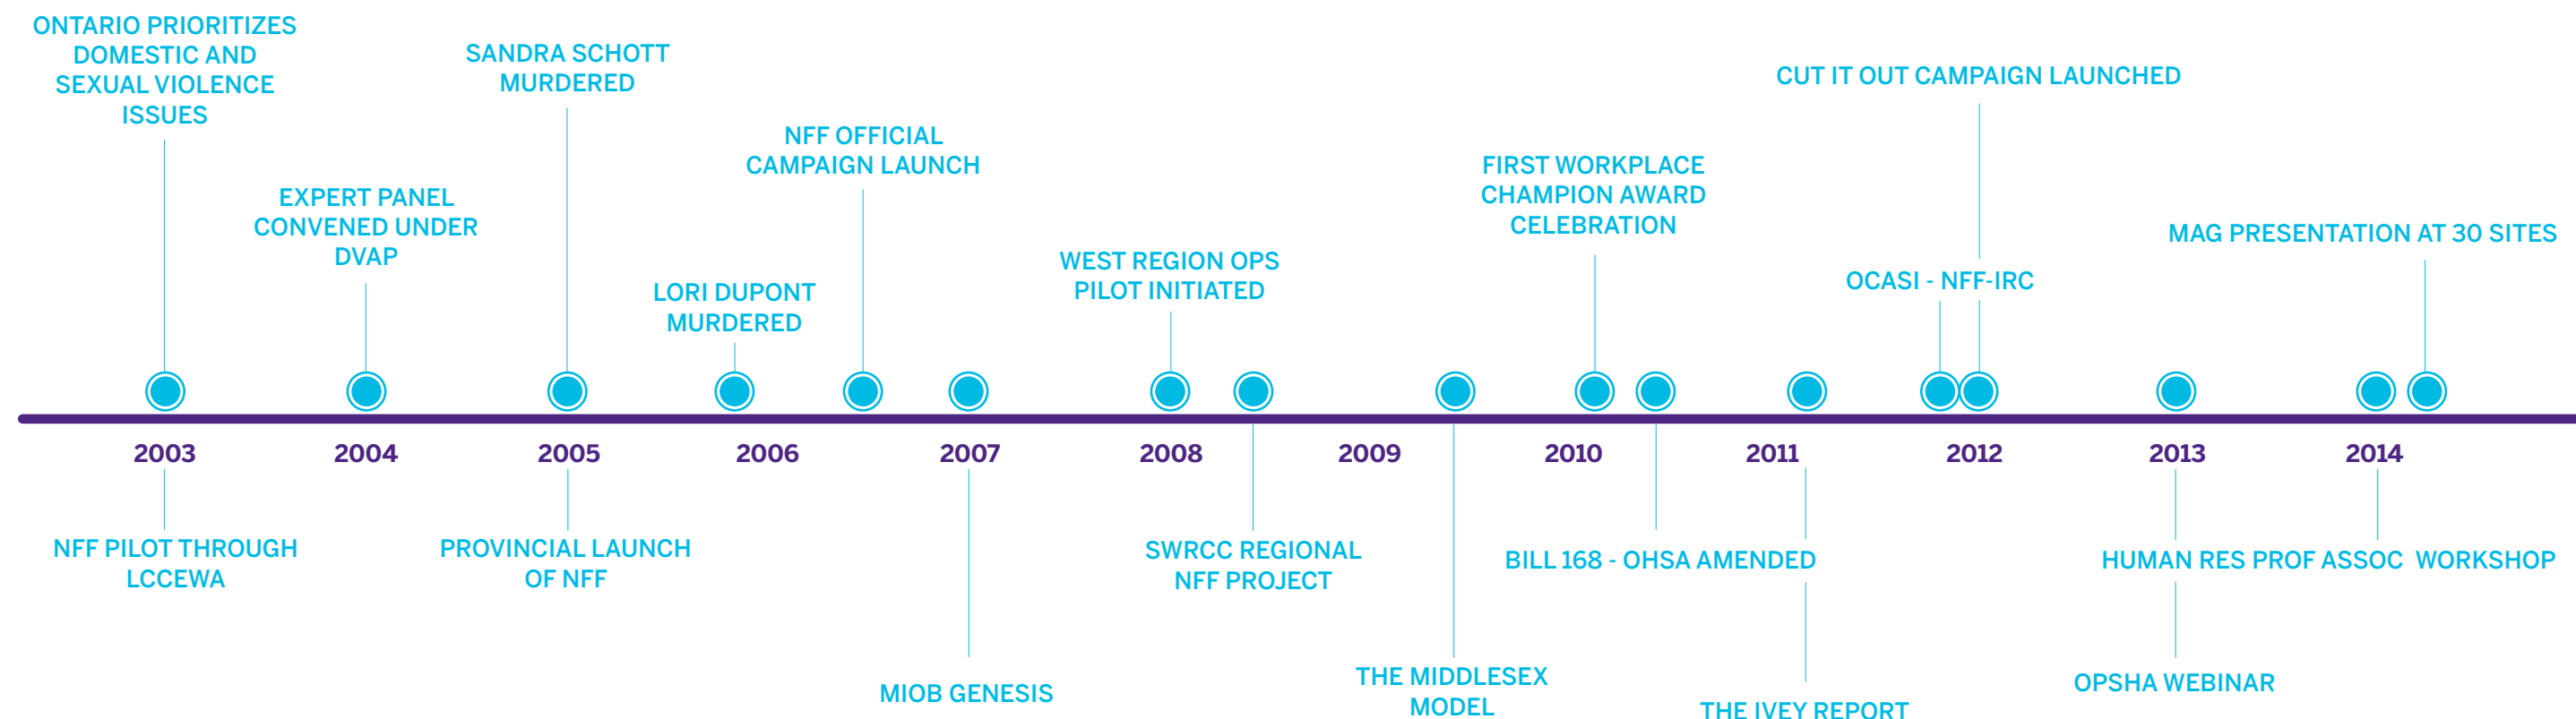 ONTARIO PRIORITIZES
DOMESTIC AND
SEXUAL VIOLENCE
ISSUES
SANDRA SCHOTT
MURDERED
CUT IT OUT CAMPAIGN LAUNCHED
NFF OFFICIAL
CAMPAIGN LAUNCH
FIRST WORKPLACE
CHAMPION AWARD
CELEBRATION
EXPERT PANEL
CONVENED UNDER
DVAP
MAG PRESENTATION AT 30 SITES
WEST REGION OPS
PILOT INITIATED
OCASI - NFF-IRC
LORI DUPONT
MURDERED
2003 2004 2005 2006 2007 2008 2009 2010 2011 2012 2013 2014
NFF PILOT THROUGH
LCCEWA
PROVINCIAL LAUNCH
OF NFF
SWRCC REGIONAL
NFF PROJECT
BILL 168 - OHSA AMENDED
HUMAN RES PROF ASSOC WORKSHOP
MIOB GENESIS
THE MIDDLESEX
MODEL
THE IVEY REPORT
OPSHA WEBINAR